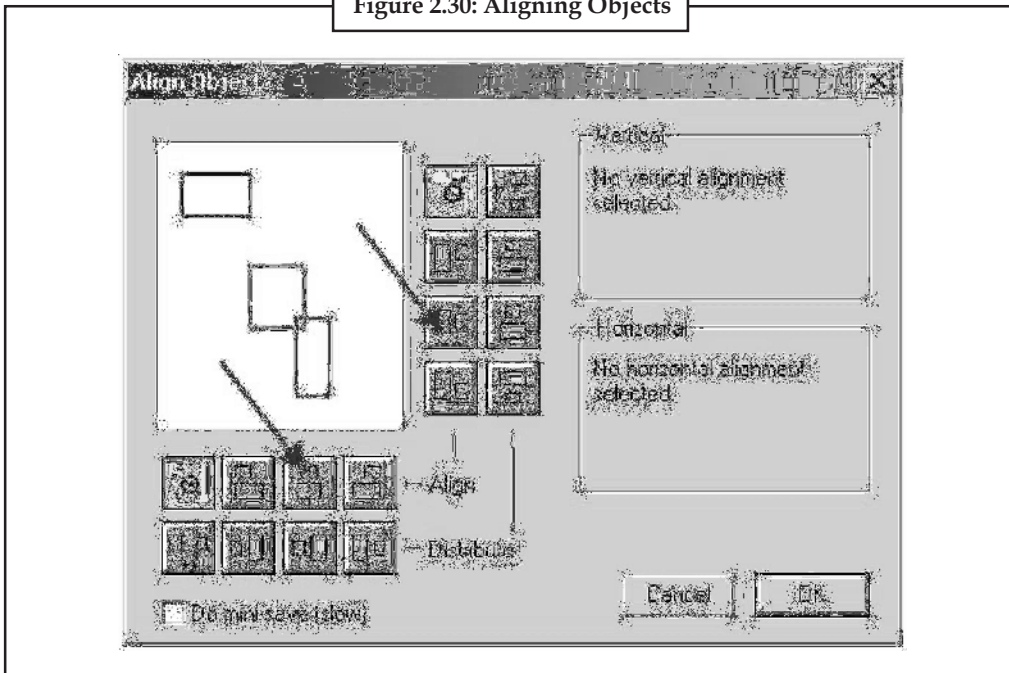 Figure 2.30: Aligning Objects
Align Objects
Vertical
No vertical alignment
selected.
Horizontal
No horizontal alignment
selected.
Align
Distribute
Cancel
OK
Do mini-save (slow)